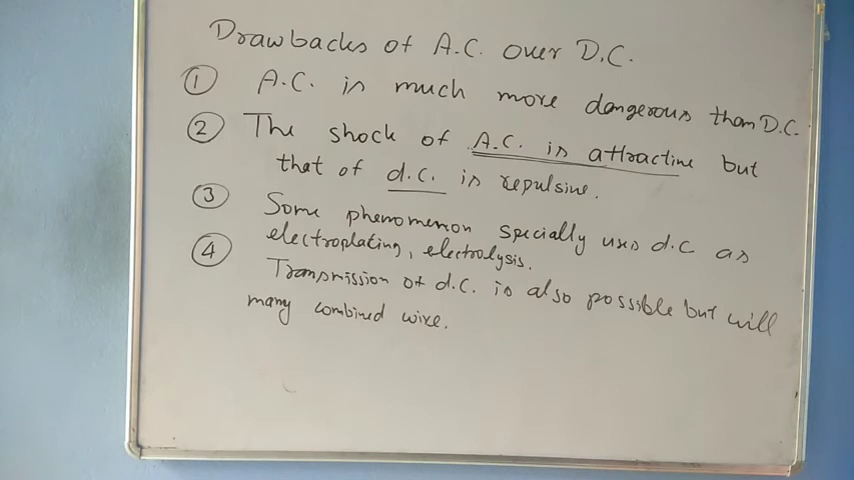 Drawbacks of A.C. over D.C.
① A.C. is much more dangerous than D.C.
② The shock of A.C. is attractive but
that of d.C. is repulsive.
③ Some phenomenon specially uses d.c as
electroplating, electrolysis.
④ Transmission of d.C. is also possible but will
many combined wire.